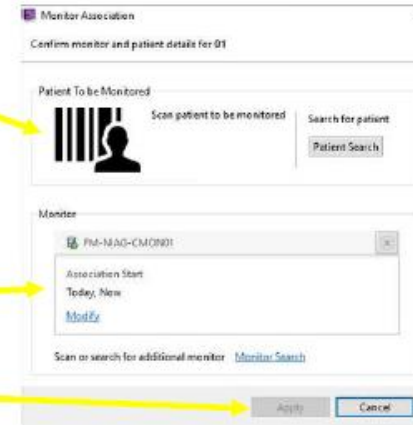 Monitor Association
Confirm monitor and patient details for 01
Patient To be Monitored
Scan patient to be monitored
Search for patient
Patient Search
Monitor
PM-NIAG-CMON01
Association Start
Today, Now
Modify
Scan or search for additional monitor Monitor Search
Apply Cancel